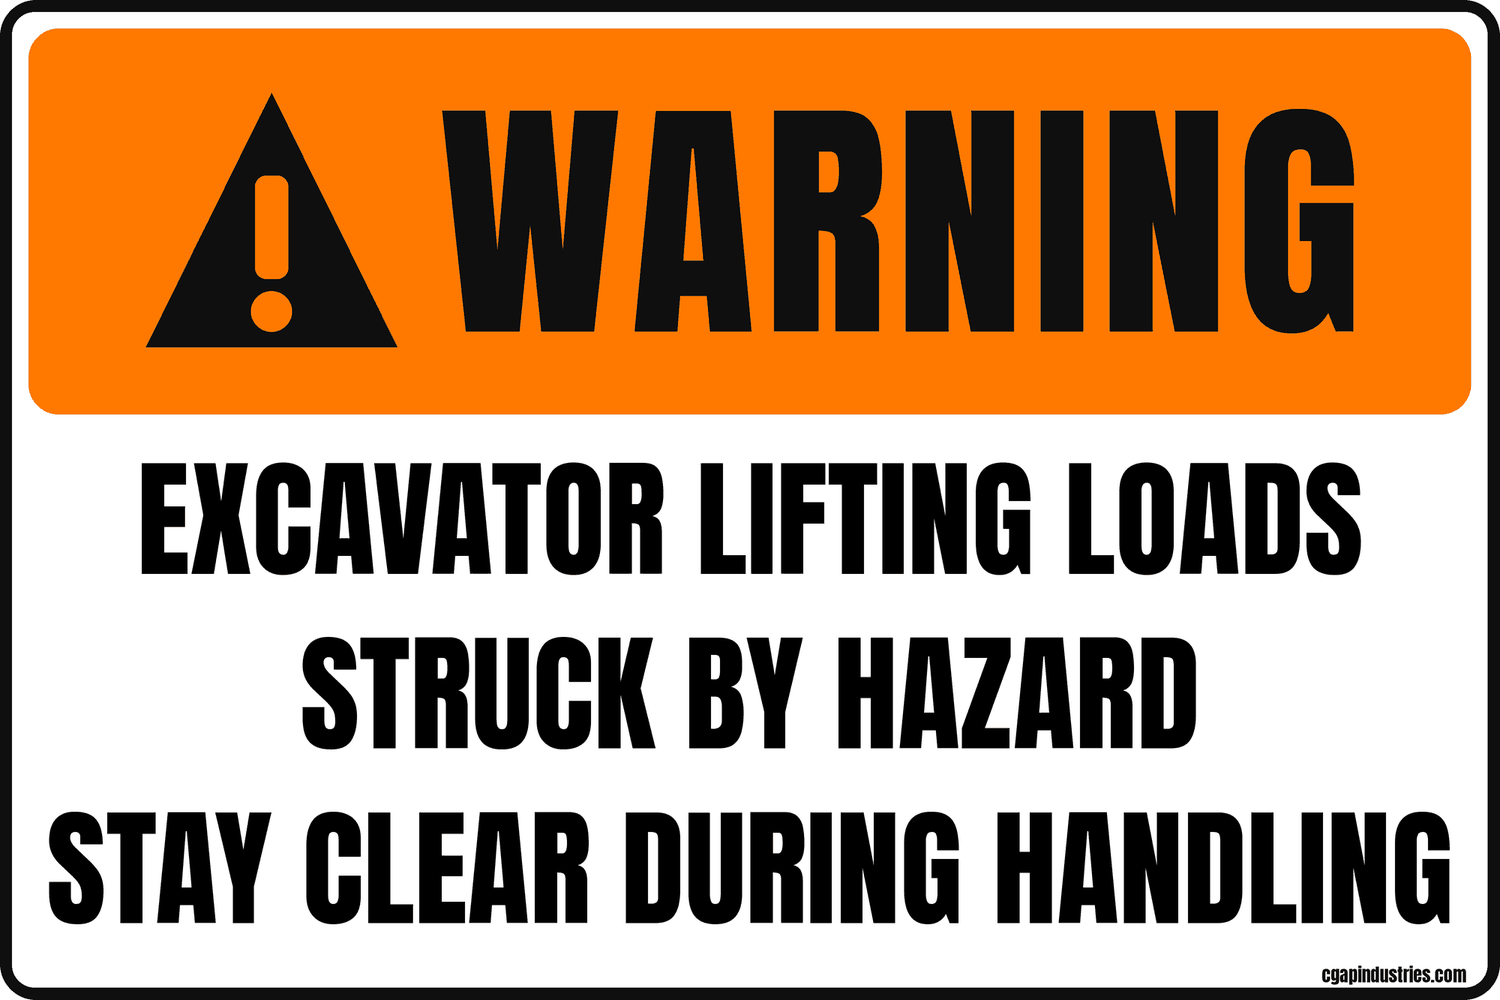 WARNING
EXCAVATOR LIFTING LOADS
STRUCK BY HAZARD
STAY CLEAR DURING HANDLING
cgapindustries.com